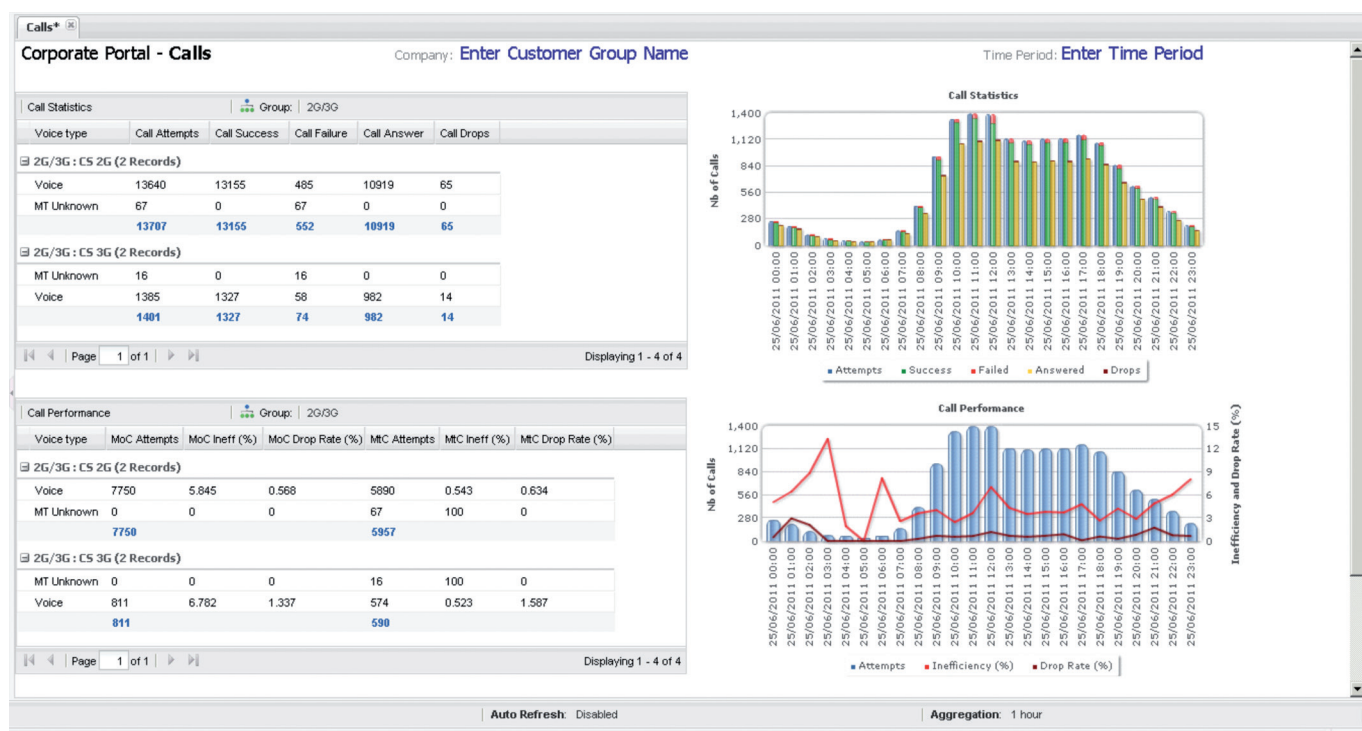 Calls*
Corporate Portal - Calls
Company: Enter Customer Group Name
Time Period: Enter Time Period
Call Statistics
Group: 2G/3G
Voice type Call Attempts Call Success Call Failure Call Answer Call Drops
2G/3G : CS 2G (2 Records)
Voice 13640 13155 485 10919 65
MT Unknown 67 0 67 0 0
13707 13155 552 10919 65
2G/3G : CS 3G (2 Records)
MT Unknown 16 0 16 0 0
Voice 1385 1327 58 982 14
1401 1327 74 982 14
Page 1 of 1
Displaying 1 - 4 of 4
Call Statistics
Nb of Calls
1,400
1,120
840
560
280
0
25/06/2011 00:00
25/06/2011 01:00
25/06/2011 02:00
25/06/2011 03:00
25/06/2011 04:00
25/06/2011 05:00
25/06/2011 06:00
25/06/2011 07:00
25/06/2011 08:00
25/06/2011 09:00
25/06/2011 10:00
25/06/2011 11:00
25/06/2011 12:00
25/06/2011 13:00
25/06/2011 14:00
25/06/2011 15:00
25/06/2011 16:00
25/06/2011 17:00
25/06/2011 18:00
25/06/2011 19:00
25/06/2011 20:00
25/06/2011 21:00
25/06/2011 22:00
25/06/2011 23:00
Attempts Success Failed Answered Drops
Call Performance
Group: 2G/3G
Voice type MoC Attempts MoC Ineff (%) MoC Drop Rate (%) MtC Attempts MtC Ineff (%) MtC Drop Rate (%)
2G/3G : CS 2G (2 Records)
Voice 7750 5.845 0.568 5890 0.543 0.634
MT Unknown 0 0 0 67 100 0
7750 5957
2G/3G : CS 3G (2 Records)
MT Unknown 0 0 0 16 100 0
Voice 811 6.782 1.337 574 0.523 1.587
811 590
Page 1 of 1
Displaying 1 - 4 of 4
Call Performance
Nb of Calls
1,400
1,120
840
560
280
0
15
12
9
6
3
0
Inefficiency and Drop Rate (%)
25/06/2011 00:00
25/06/2011 01:00
25/06/2011 02:00
25/06/2011 03:00
25/06/2011 04:00
25/06/2011 05:00
25/06/2011 06:00
25/06/2011 07:00
25/06/2011 08:00
25/06/2011 09:00
25/06/2011 10:00
25/06/2011 11:00
25/06/2011 12:00
25/06/2011 13:00
25/06/2011 14:00
25/06/2011 15:00
25/06/2011 16:00
25/06/2011 17:00
25/06/2011 18:00
25/06/2011 19:00
25/06/2011 20:00
25/06/2011 21:00
25/06/2011 22:00
25/06/2011 23:00
Attempts Inefficiency (%) Drop Rate (%)
Auto Refresh: Disabled
Aggregation: 1 hour